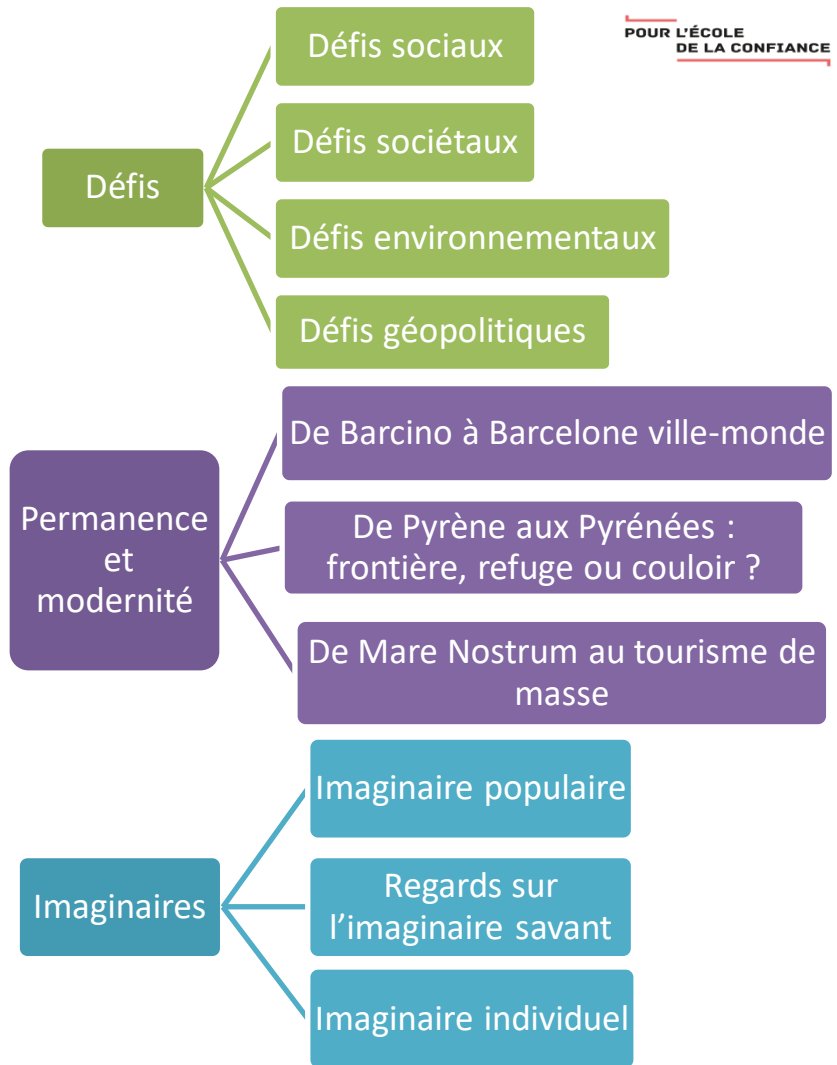 POUR L'ÉCOLE
DE LA CONFIANCE
Défis
Défis sociaux
Défis sociétaux
Défis environnementaux
Défis géopolitiques
Permanence
et
modernité
De Barcino à Barcelone ville-monde
De Pyrène aux Pyrénées :
frontière, refuge ou couloir ?
De Mare Nostrum au tourisme de
masse
Imaginaires
Imaginaire populaire
Regards sur
l’imaginaire savant
Imaginaire individuel